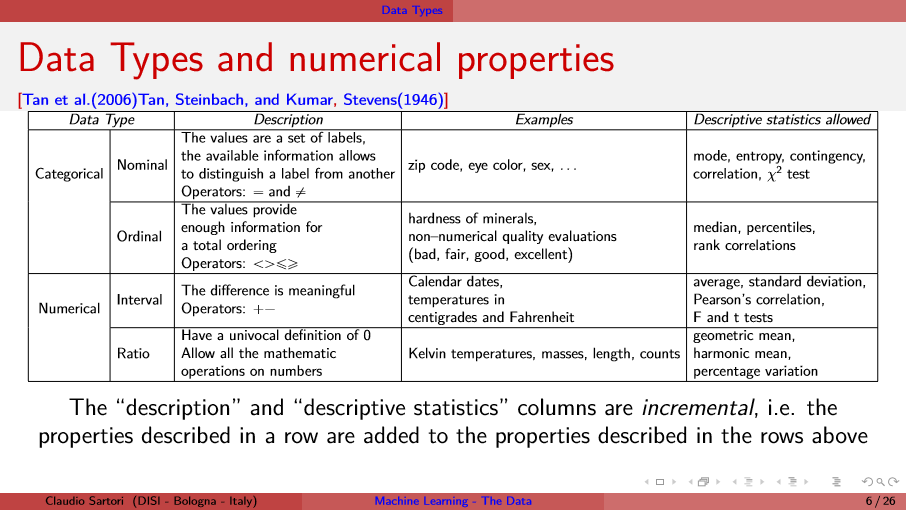 Data Types
Data Types and numerical properties
[Tan et al.(2006)Tan, Steinbach, and Kumar, Stevens(1946)]
Data Type Description Examples Descriptive statistics allowed
Categorical
Nominal
The values are a set of labels,
the available information allows
to distinguish a label from another
Operators: = and ≠
zip code, eye color, sex, . . .
mode, entropy, contingency,
correlation, χ² test
Ordinal
The values provide
enough information for
a total ordering
Operators: <>⩽⩾
hardness of minerals,
non–numerical quality evaluations
(bad, fair, good, excellent)
median, percentiles,
rank correlations
Numerical
Interval
The difference is meaningful
Operators: +−
Calendar dates,
temperatures in
centigrades and Fahrenheit
average, standard deviation,
Pearson's correlation,
F and t tests
Ratio
Have a univocal definition of 0
Allow all the mathematic
operations on numbers
Kelvin temperatures, masses, length, counts
geometric mean,
harmonic mean,
percentage variation
The “description” and “descriptive statistics” columns are incremental, i.e. the
properties described in a row are added to the properties described in the rows above
Claudio Sartori (DISI - Bologna - Italy) Machine Learning - The Data 6 / 26